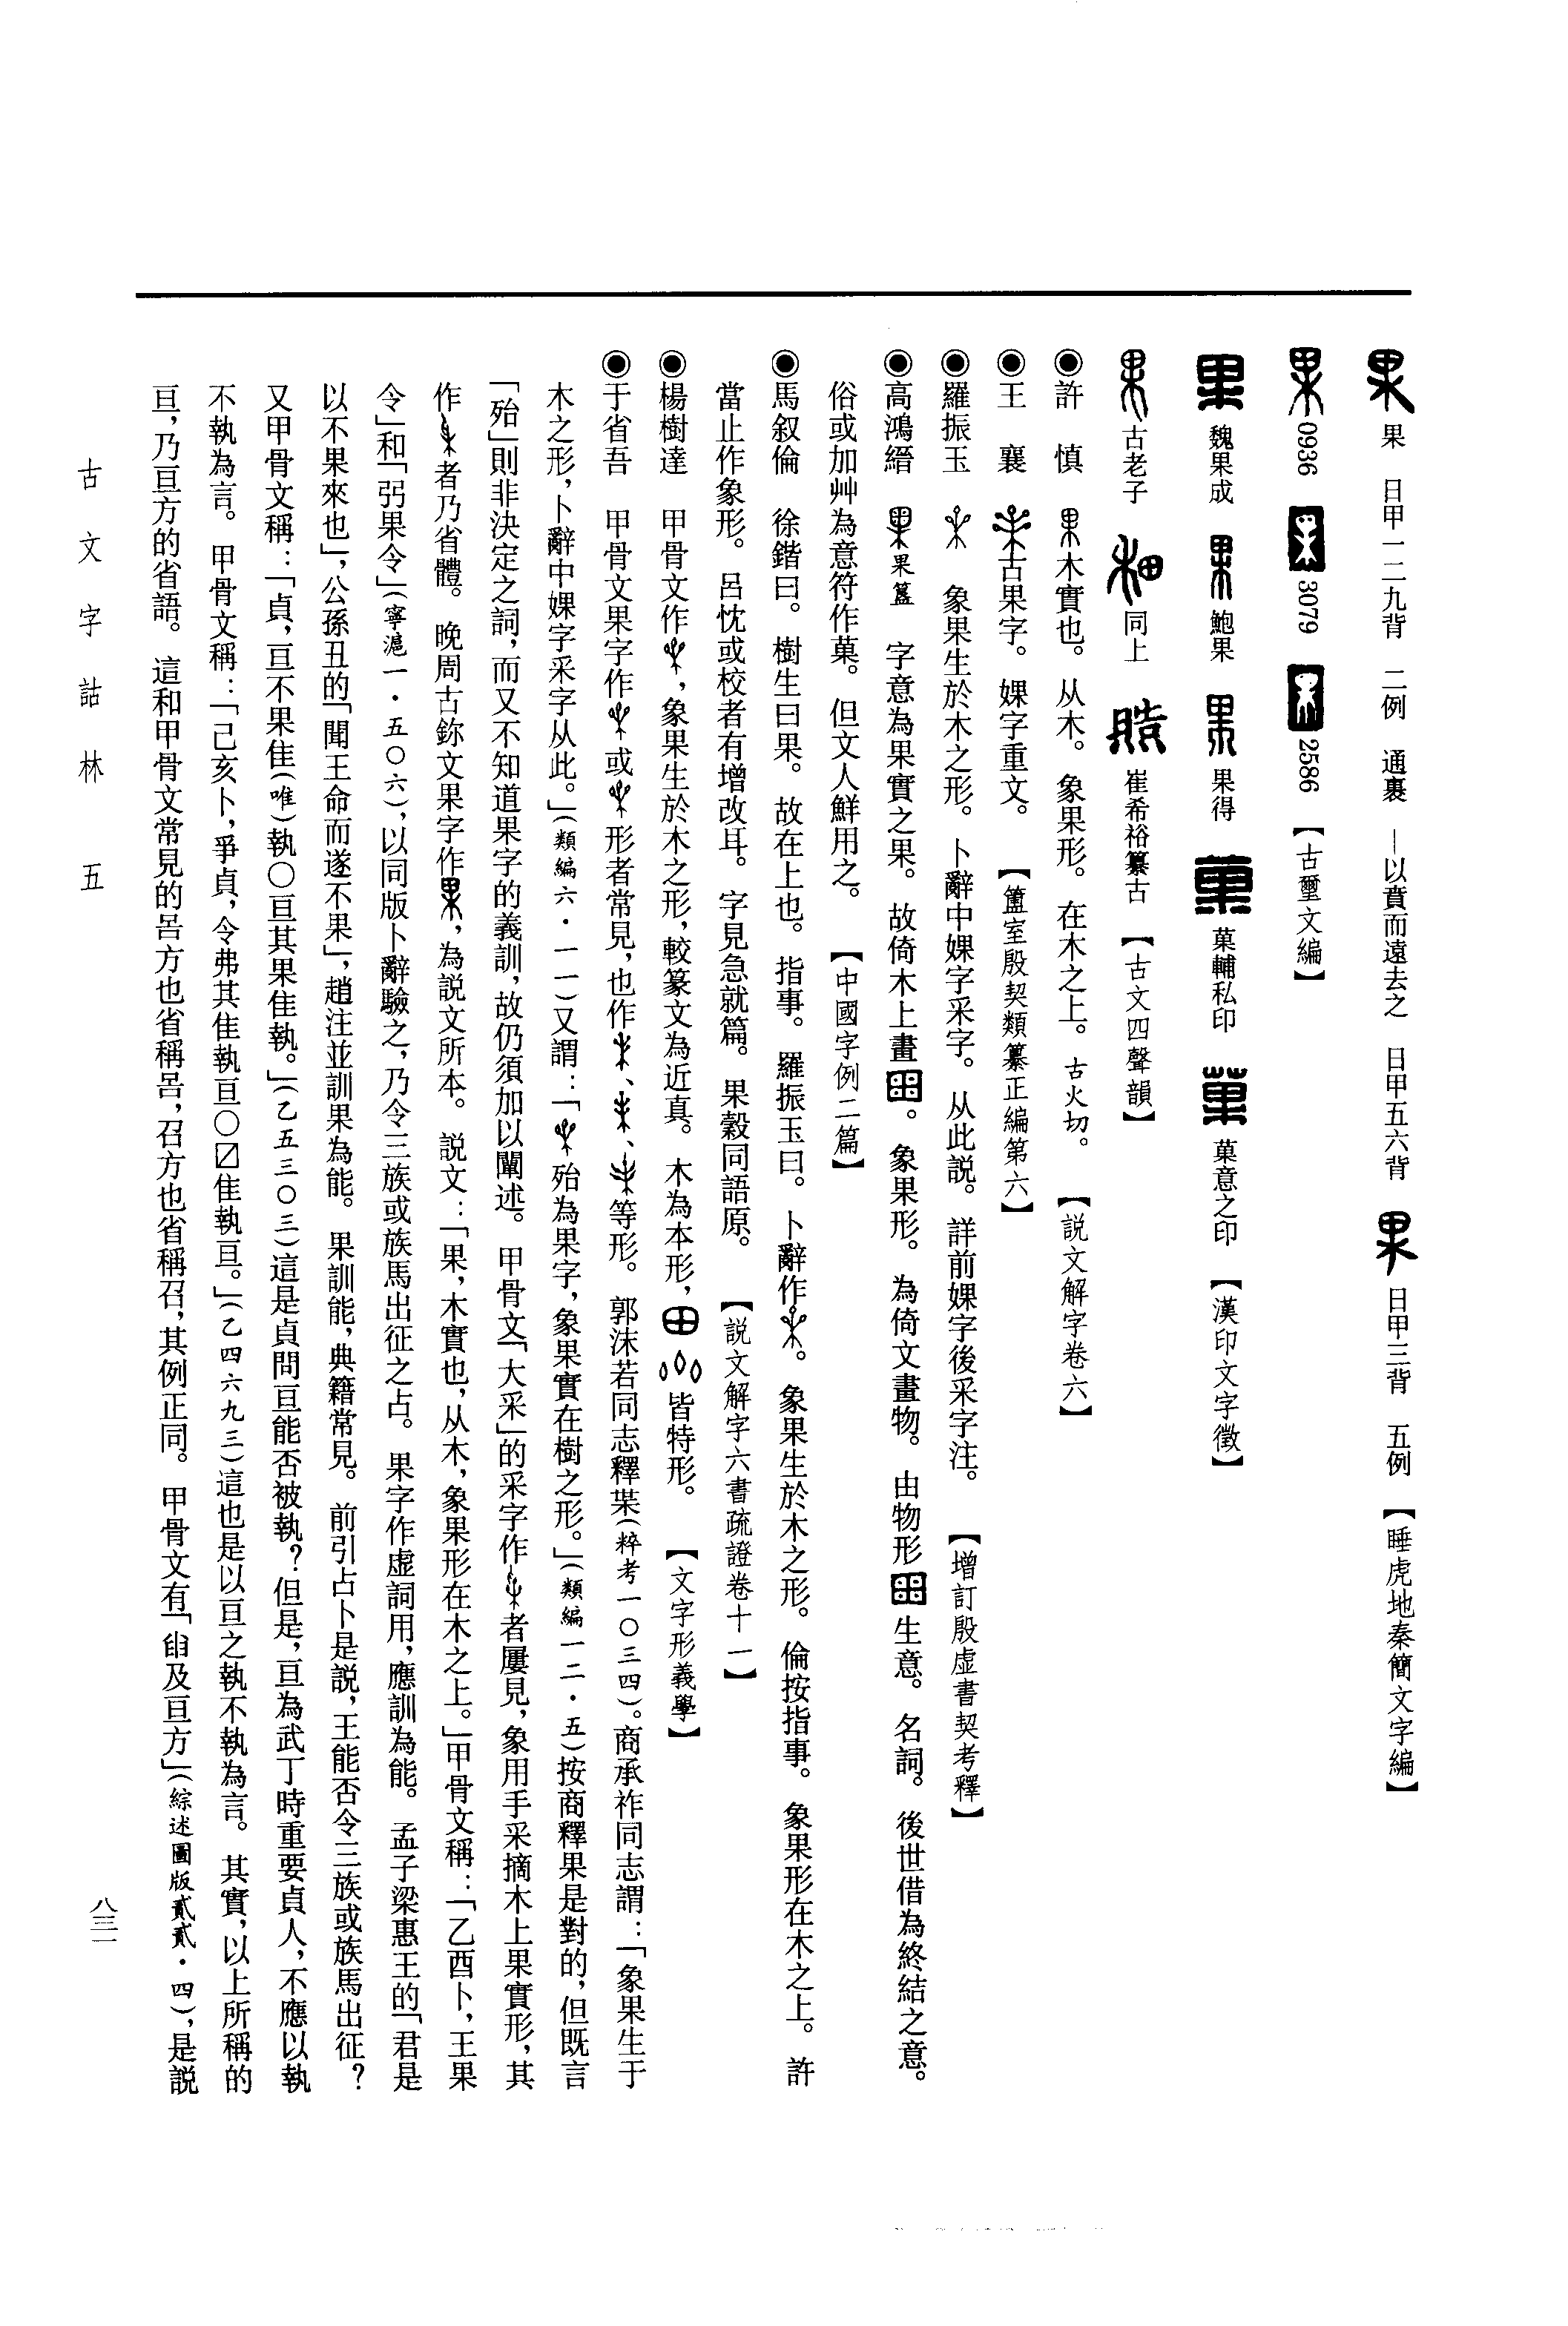 果 日甲一二九背 二例 通裹 —以賁而遠去之 日甲五六背 日甲三背 五例 【睡虎地秦簡文字編】
0936 3079 2586 【古璽文編】
魏果成 鮑果 果得 菓輔私印 菓意之印 【漢印文字徵】
古老子 同上 崔希裕纂古 【古文四聲韻】
◉許 慎 木實也。从木。象果形。在木之上。古火切。 【説文解字卷六】
◉王 襄 古果字。婐字重文。 【簠室殷契類纂正編第六】
◉羅振玉 象果生於木之形。卜辭中婐字采字。从此説。詳前婐字後采字注。 【增訂殷虛書契考釋】
◉高鴻縉 果簋 字意為果實之果。故倚木上畫。象果形。為倚文畫物。由物形生意。名詞。後世借為終結之意。
俗或加艸為意符作菓。但文人鮮用之。 【中國字例二篇】
◉馬叙倫 徐鍇曰。樹生曰果。故在上也。指事。羅振玉曰。卜辭作。象果生於木之形。倫按指事。象果形在木之上。許
當止作象形。呂忱或校者有增改耳。字見急就篇。果穀同語原。 【説文解字六書疏證卷十一】
◉楊樹達 甲骨文作，象果生於木之形，較篆文為近真。木為本形，皆特形。 【文字形義學】
◉于省吾 甲骨文果字作或形者常見，也作、、等形。郭沫若同志釋枼(粹考一〇三四)。商承祚同志謂：「象果生于
木之形，卜辭中婐字采字从此。」(類編六·一一)又謂：「殆為果字，象果實在樹之形。」(類編一二·五)按商釋果是對的，但既言
「殆」則非決定之詞，而又不知道果字的義訓，故仍須加以闡述。甲骨文「大采」的采字作者屢見，象用手采摘木上果實形，其
作者乃省體。晚周古鉨文果字作，為説文所本。説文：「果，木實也，从木，象果形在木之上。」甲骨文稱：「乙酉卜，王果
令」和「弜果令」(寧滬一·五〇六)，以同版卜辭驗之，乃令三族或族馬出征之占。果字作虛詞用，應訓為能。孟子梁惠王的「君是
以不果來也」，公孫丑的「聞王命而遂不果」，趙注並訓果為能。果訓能，典籍常見。前引占卜是説，王能否令三族或族馬出征？
又甲骨文稱：「貞，亘不果隹(唯)執〇亘其果隹執。」(乙五三〇三)這是貞問亘能否被執？但是，亘為武丁時重要貞人，不應以執
不執為言。甲骨文稱：「己亥卜，爭貞，令弗其隹執亘〇〼隹執亘。」(乙四六九三)這也是以亘之執不執為言。其實，以上所稱的
亘，乃亘方的省語。這和甲骨文常見的𢀛方也省稱𢀛，召方也省稱召，其例正同。甲骨文有「𠂤及亘方」(綜述圖版貳貳·四)，是説
古文字詁林 五
八三一